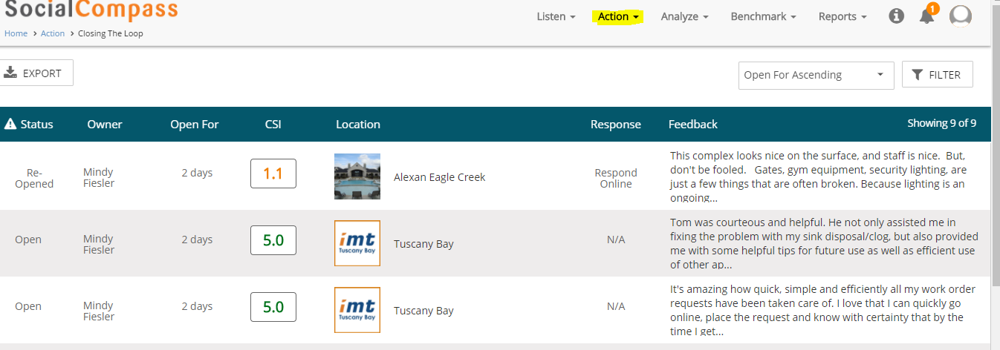 SocialCompass
Listen Action Analyze Benchmark Reports 1
Home > Action > Closing The Loop
EXPORT
Open For Ascending FILTER
Status Owner Open For CSI Location Response Feedback Showing 9 of 9
Re-Opened
Mindy Fiesler
2 days
1.1
Alexan Eagle Creek
Respond Online
This complex looks nice on the surface, and staff is nice.  But,
don't be fooled.   Gates, gym equipment, security lighting, are
just a few things that are often broken. Because lighting is an
ongoing...
Open
Mindy Fiesler
2 days
5.0
imt
Tuscany Bay
Tuscany Bay
N/A
Tom was courteous and helpful. He not only assisted me in
fixing the problem with my sink disposal/clog, but also provided
me with some helpful tips for future use as well as efficient use
of other ap...
Open
Mindy Fiesler
2 days
5.0
imt
Tuscany Bay
Tuscany Bay
N/A
It's amazing how quick, simple and efficiently all my work order
requests have been taken care of. I love that I can quickly go
online, place the request and know with certainty that by the
time I get...